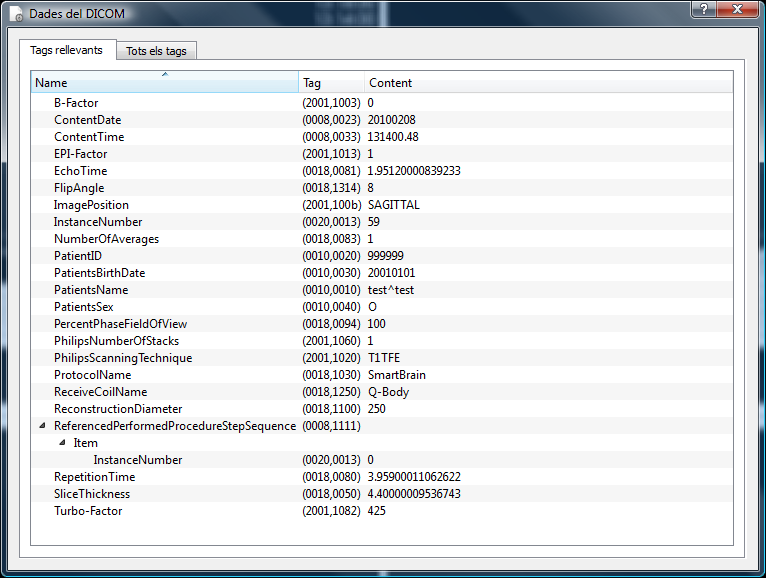 Dades del DICOM
Tags rellevants Tots els tags
Name Tag Content
B-Factor (2001,1003) 0
ContentDate (0008,0023) 20100208
ContentTime (0008,0033) 131400.48
EPI-Factor (2001,1013) 1
EchoTime (0018,0081) 1.95120000839233
FlipAngle (0018,1314) 8
ImagePosition (2001,100b) SAGITTAL
InstanceNumber (0020,0013) 59
NumberOfAverages (0018,0083) 1
PatientID (0010,0020) 999999
PatientsBirthDate (0010,0030) 20010101
PatientsName (0010,0010) test^test
PatientsSex (0010,0040) O
PercentPhaseFieldOfView (0018,0094) 100
PhilipsNumberOfStacks (2001,1060) 1
PhilipsScanningTechnique (2001,1020) T1TFE
ProtocolName (0018,1030) SmartBrain
ReceiveCoilName (0018,1250) Q-Body
ReconstructionDiameter (0018,1100) 250
ReferencedPerformedProcedureStepSequence (0008,1111)
Item
InstanceNumber (0020,0013) 0
RepetitionTime (0018,0080) 3.95900011062622
SliceThickness (0018,0050) 4.40000009536743
Turbo-Factor (2001,1082) 425